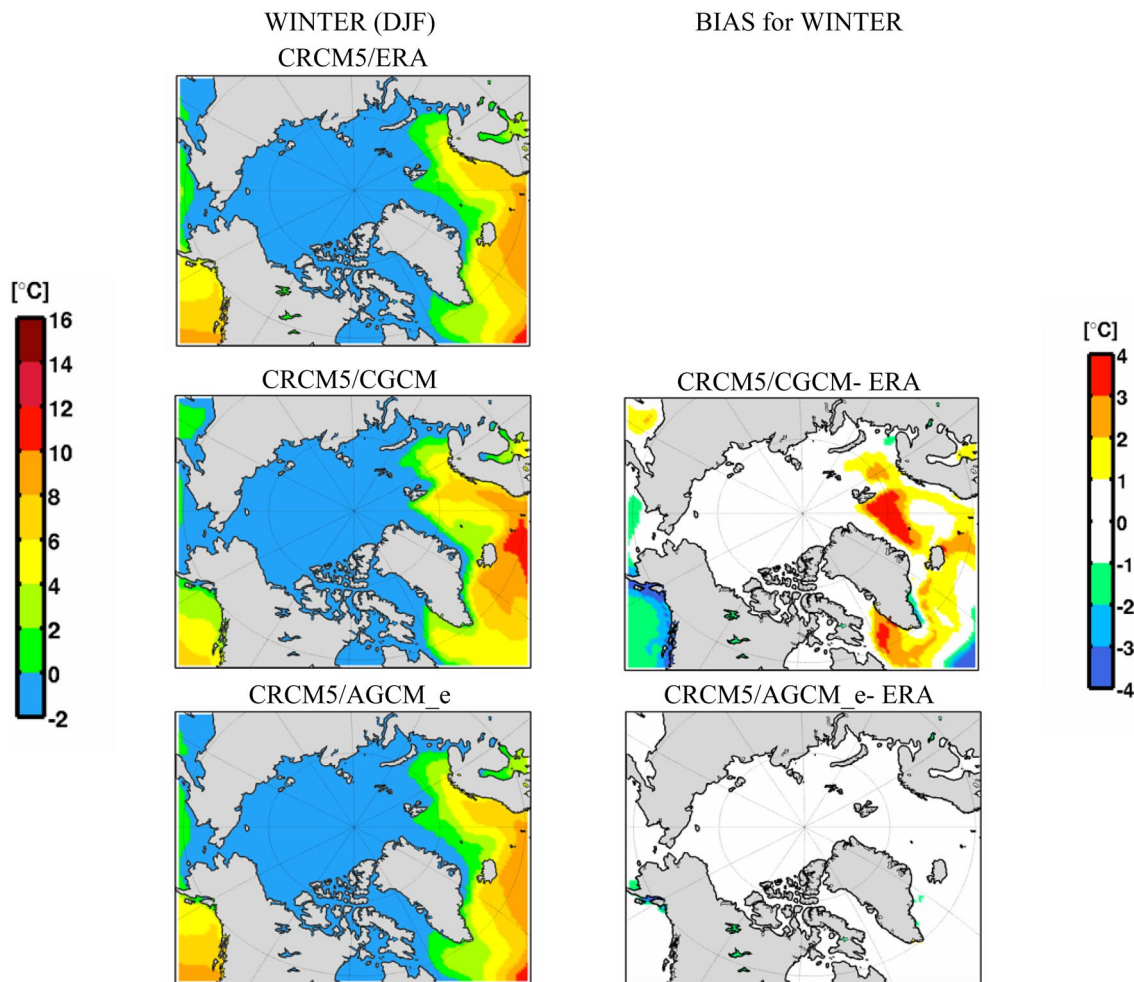 WINTER (DJF)
BIAS for WINTER
CRCM5/ERA
[°C]
16
14
12
10
8
6
4
2
0
-2
CRCM5/CGCM
CRCM5/CGCM- ERA
[°C]
4
3
2
1
0
-1
-2
-3
-4
CRCM5/AGCM_e
CRCM5/AGCM_e- ERA